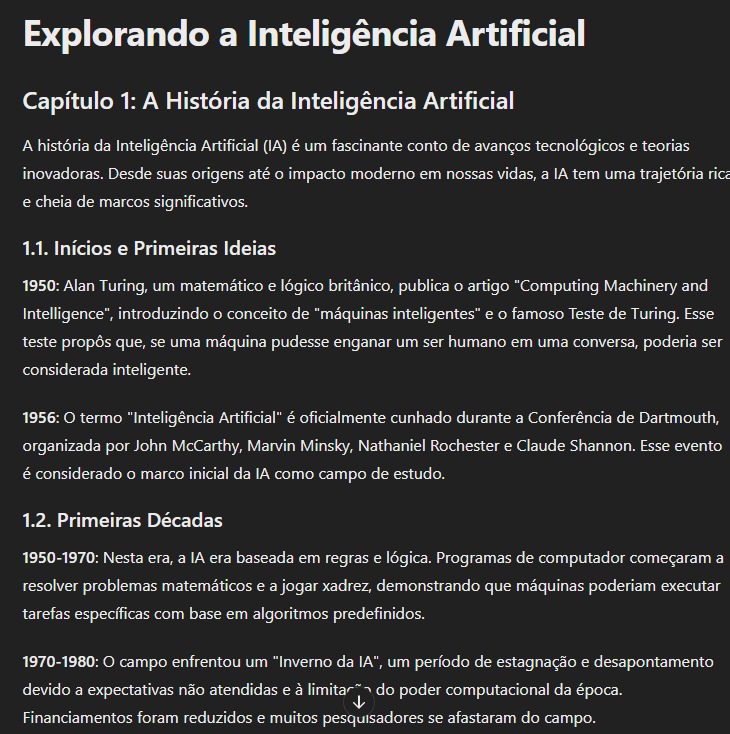 Explorando a Inteligência Artificial
Capítulo 1: A História da Inteligência Artificial
A história da Inteligência Artificial (IA) é um fascinante conto de avanços tecnológicos e teorias
inovadoras. Desde suas origens até o impacto moderno em nossas vidas, a IA tem uma trajetória rica
e cheia de marcos significativos.
1.1. Inícios e Primeiras Ideias
1950: Alan Turing, um matemático e lógico britânico, publica o artigo "Computing Machinery and
Intelligence", introduzindo o conceito de "máquinas inteligentes" e o famoso Teste de Turing. Esse
teste propôs que, se uma máquina pudesse enganar um ser humano em uma conversa, poderia ser
considerada inteligente.
1956: O termo "Inteligência Artificial" é oficialmente cunhado durante a Conferência de Dartmouth,
organizada por John McCarthy, Marvin Minsky, Nathaniel Rochester e Claude Shannon. Esse evento
é considerado o marco inicial da IA como campo de estudo.
1.2. Primeiras Décadas
1950-1970: Nesta era, a IA era baseada em regras e lógica. Programas de computador começaram a
resolver problemas matemáticos e a jogar xadrez, demonstrando que máquinas poderiam executar
tarefas específicas com base em algoritmos predefinidos.
1970-1980: O campo enfrentou um "Inverno da IA", um período de estagnação e desapontamento
devido a expectativas não atendidas e à limitação do poder computacional da época.
Financiamentos foram reduzidos e muitos pesquisadores se afastaram do campo.